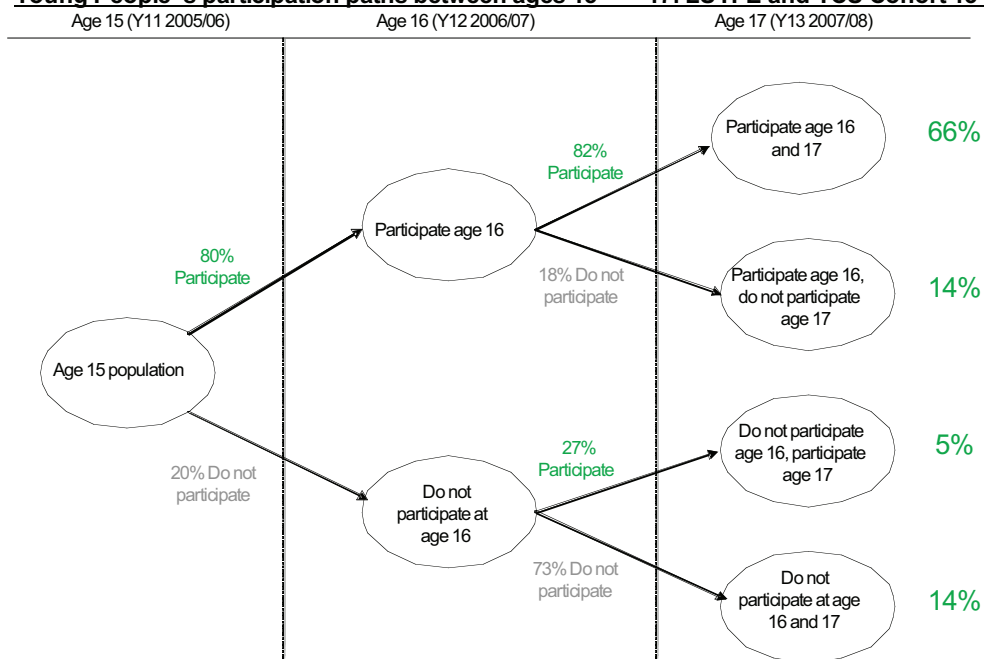 Young People's participation paths between ages and YCS Cohort
Age 15 (Y11 2005/06)
Age 16 (Y12 2006/07)
Age 17 (Y13 2007/08)
Age 15 population
80%
Participate
20% Do not
participate
Participate age 16
Do not
participate at
age 16
82%
Participate
18% Do not
participate
27%
Participate
73% Do not
participate
Participate age 16
and 17
66%
Participate age 16,
do not participate
age 17
14%
Do not participate
age 16, participate
age 17
5%
Do not
participate at age
16 and 17
14%